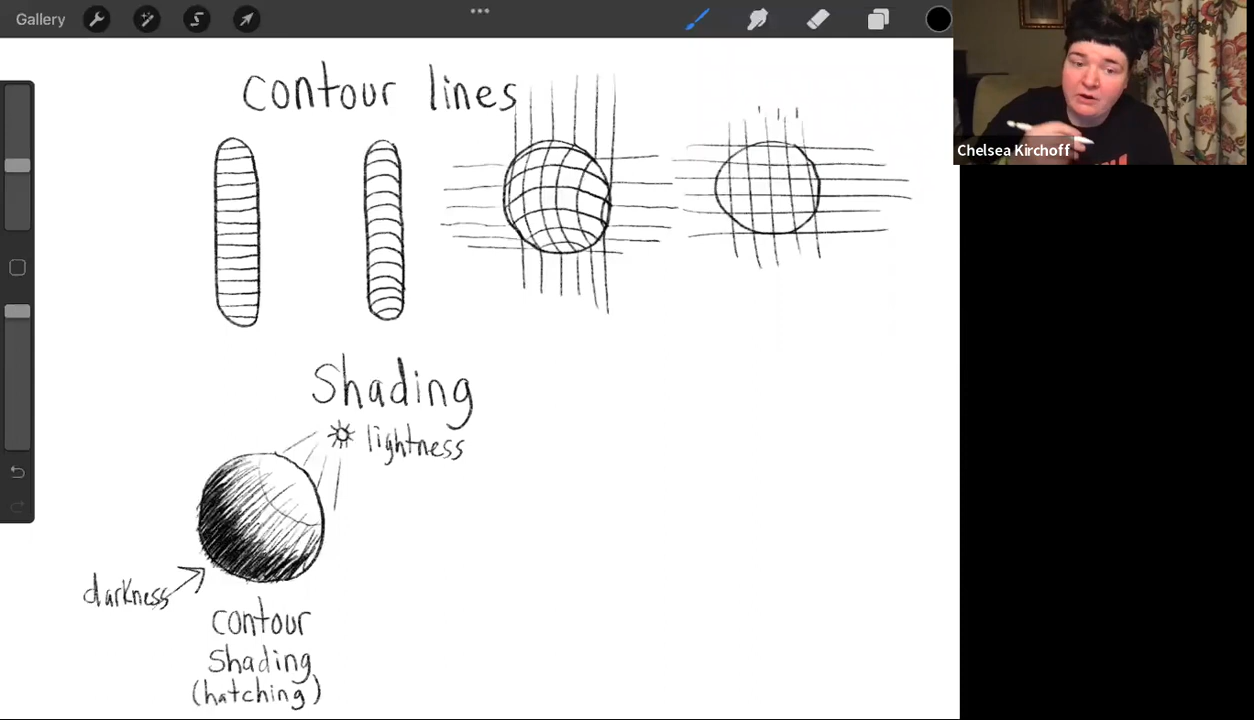 Gallery
contour lines
Chelsea Kirchoff
Shading
lightness
darkness
contour
Shading
(hatching)